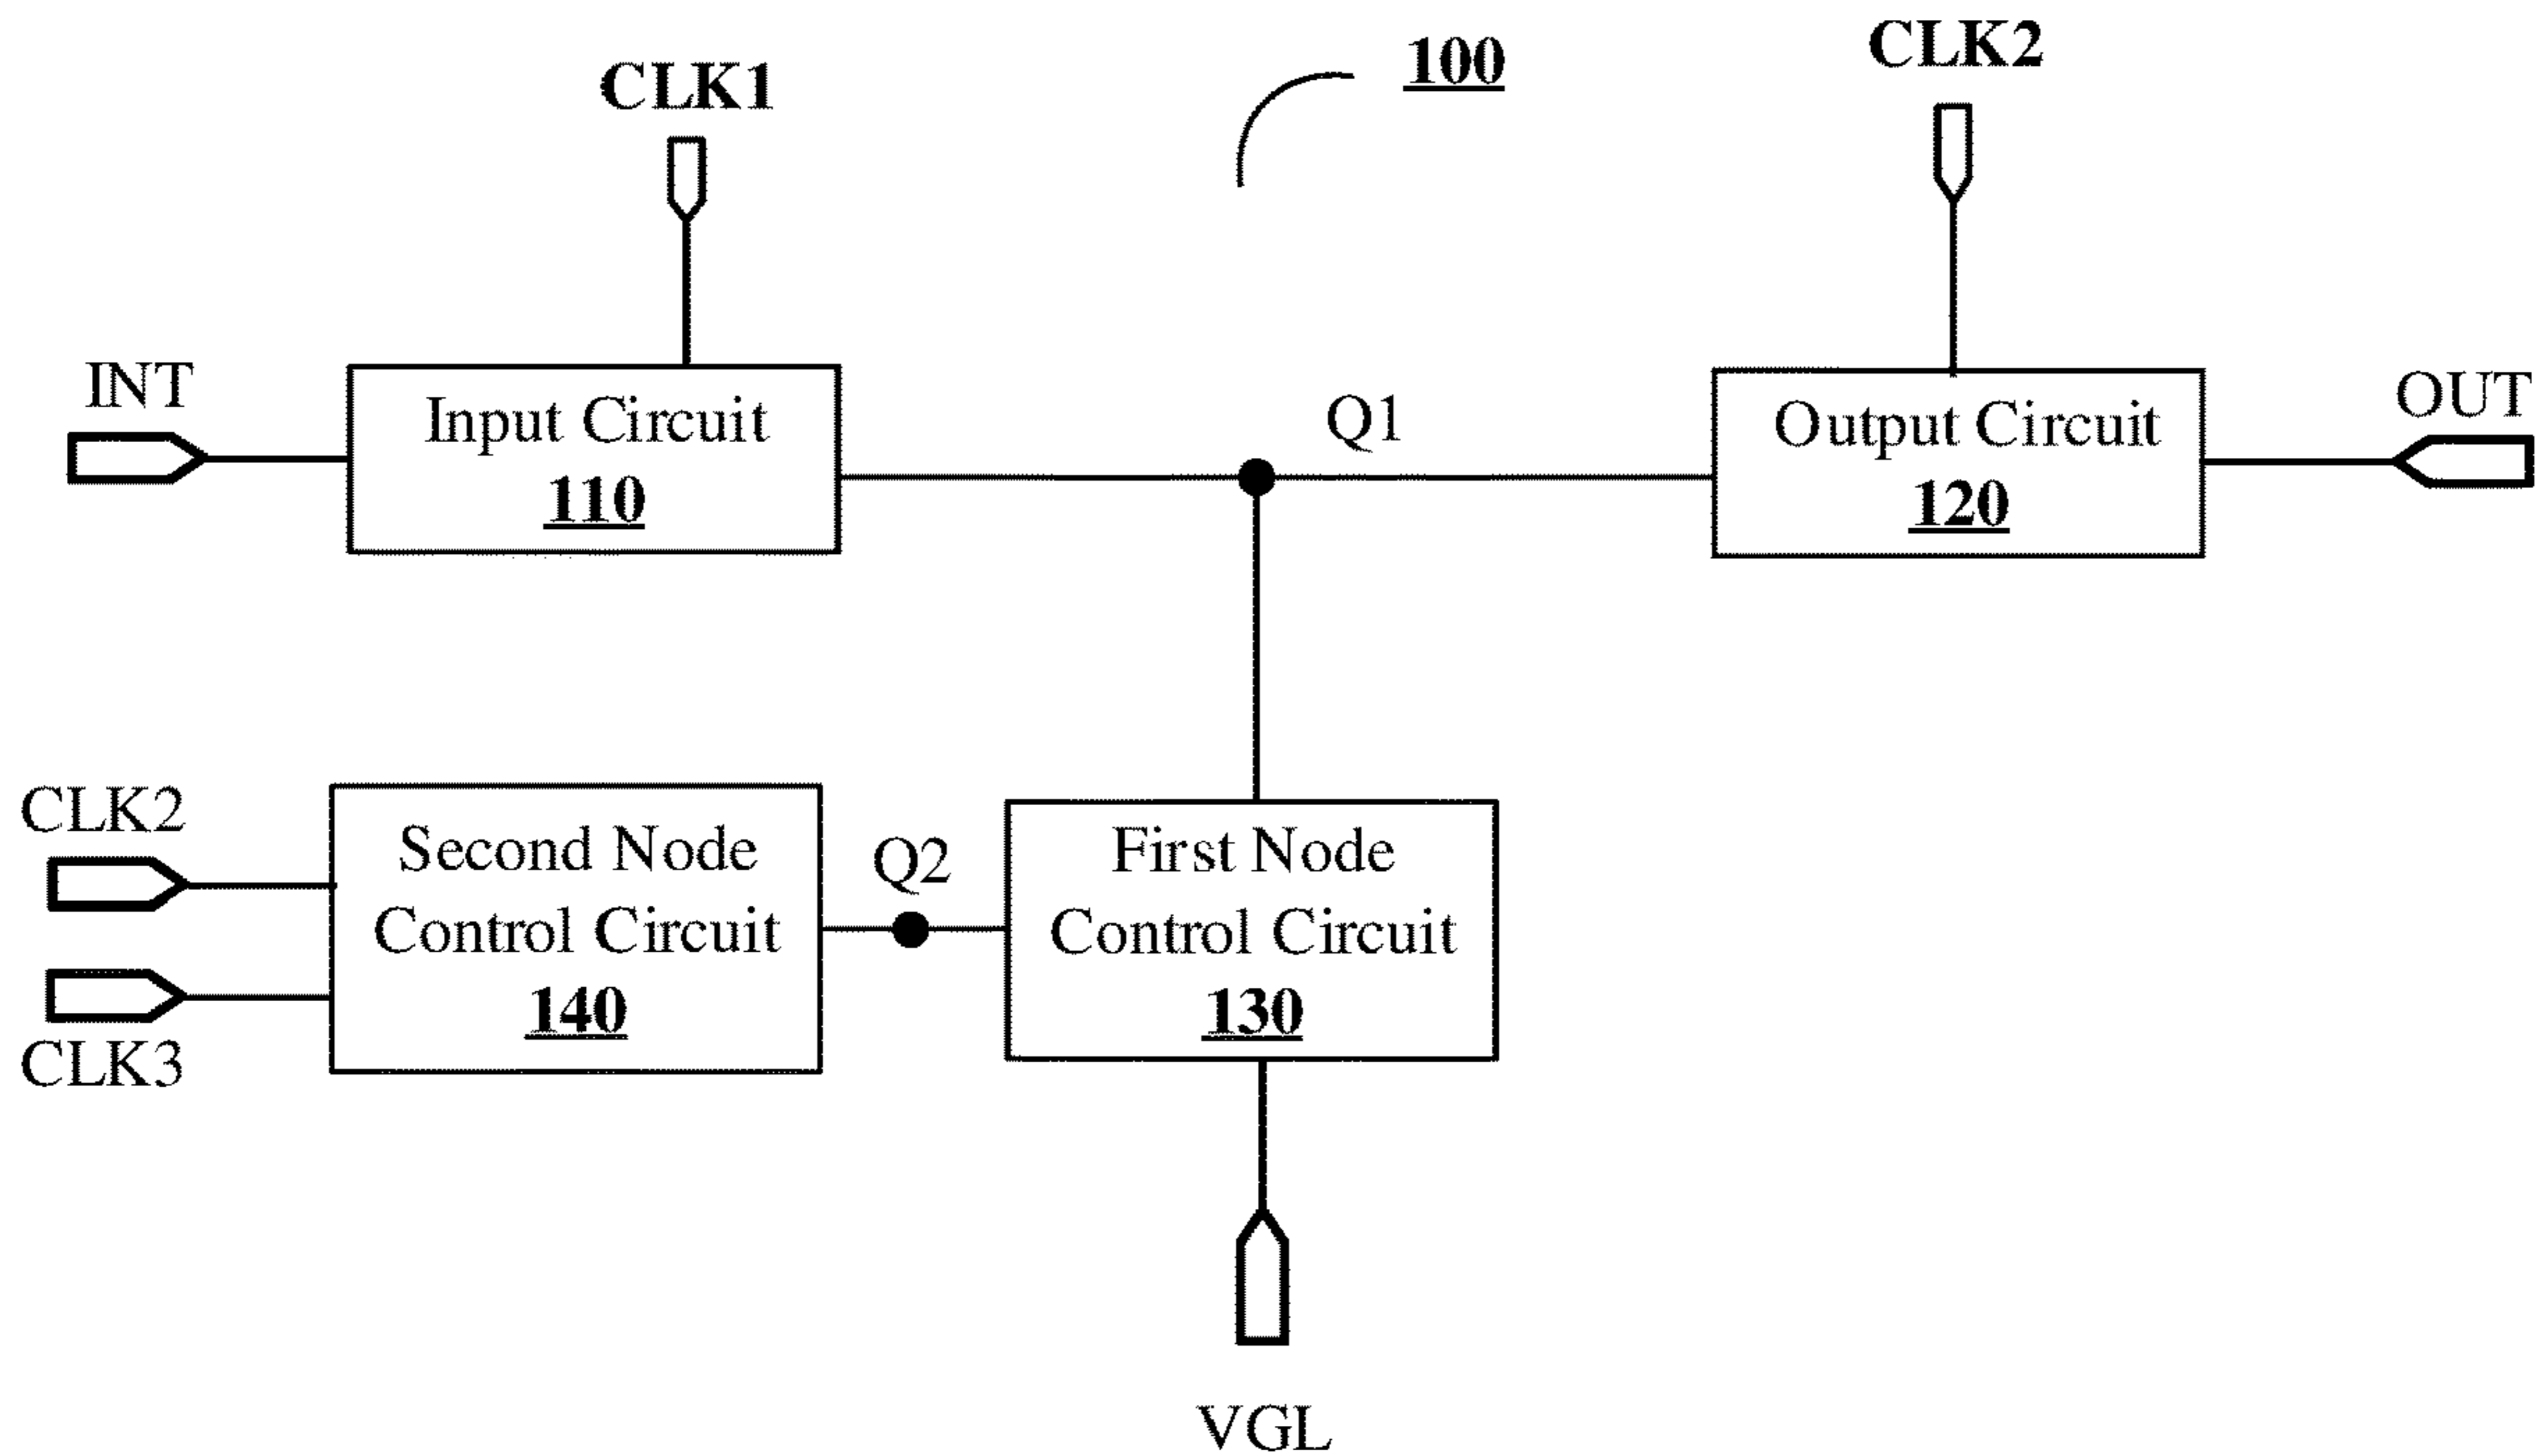 100
CLK2
CLK1
INT
Input Circuit
110
Q1
Output Circuit
120
OUT
CLK2
CLK3
Second Node
Control Circuit
140
Q2
First Node
Control Circuit
130
VGL